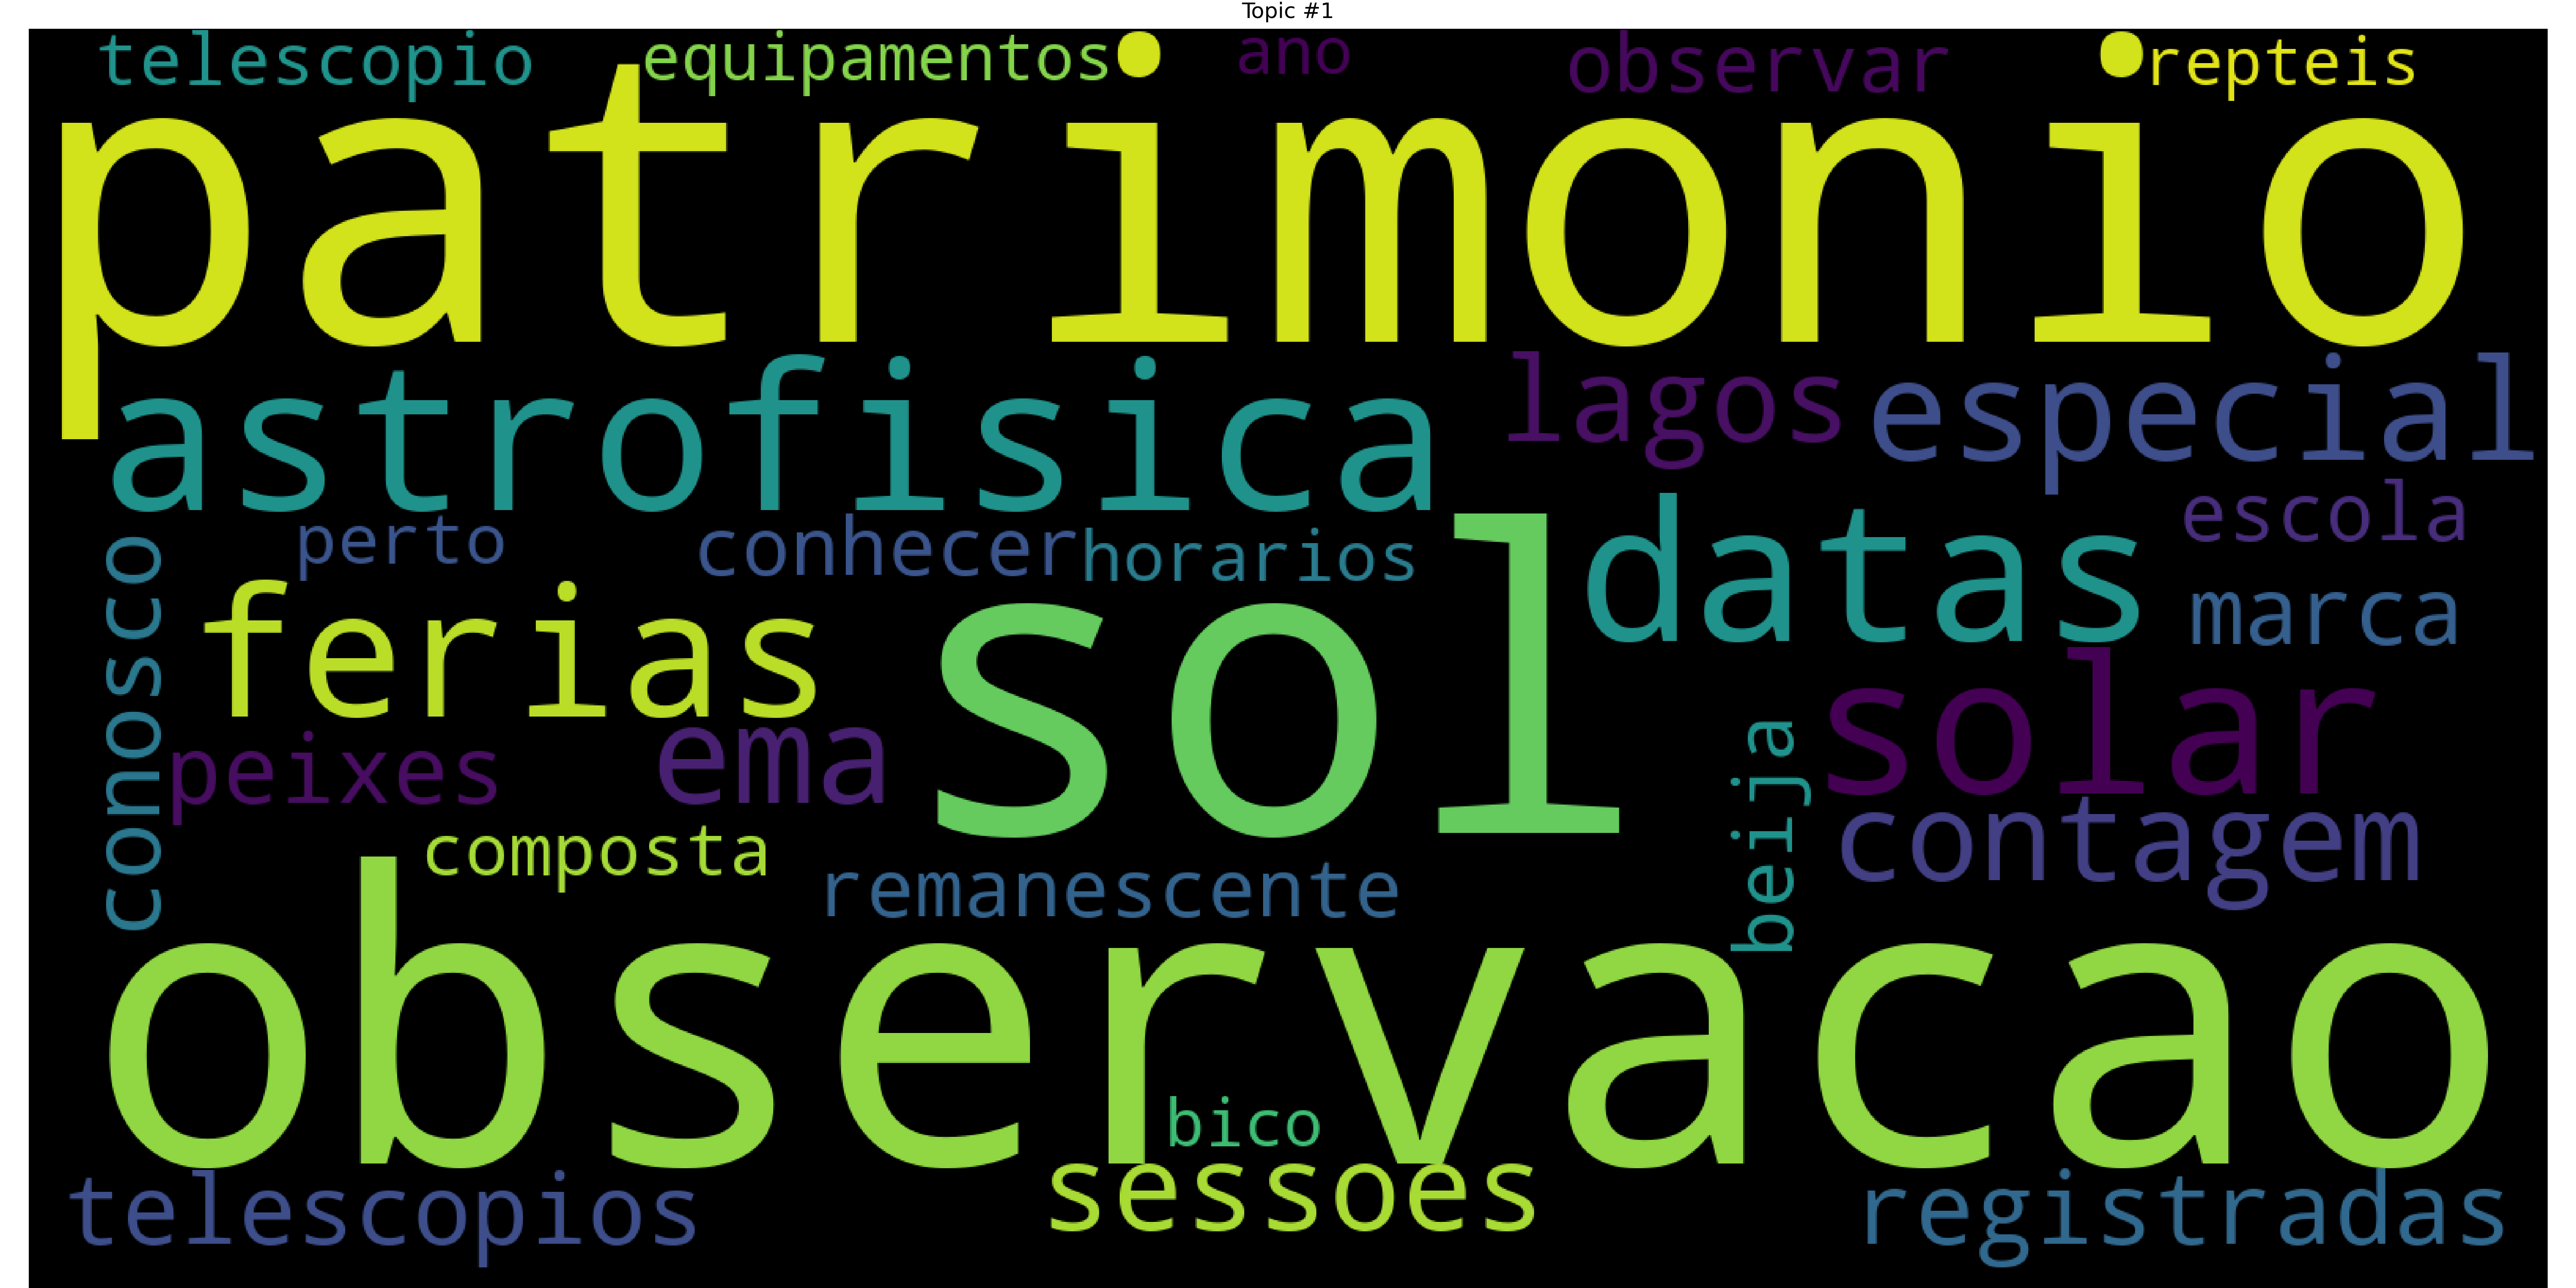 Topic #1
telescopio
equipamentos
ano
observar
repteis
patrimonio
astrofisica
lagos
especial
escola
perto
conhecer
horarios
datas
conosco
ferias
sol
marca
peixes
ema
beija
solar
composta
remanescente
contagem
observacao
bico
telescopios
sessoes
registradas